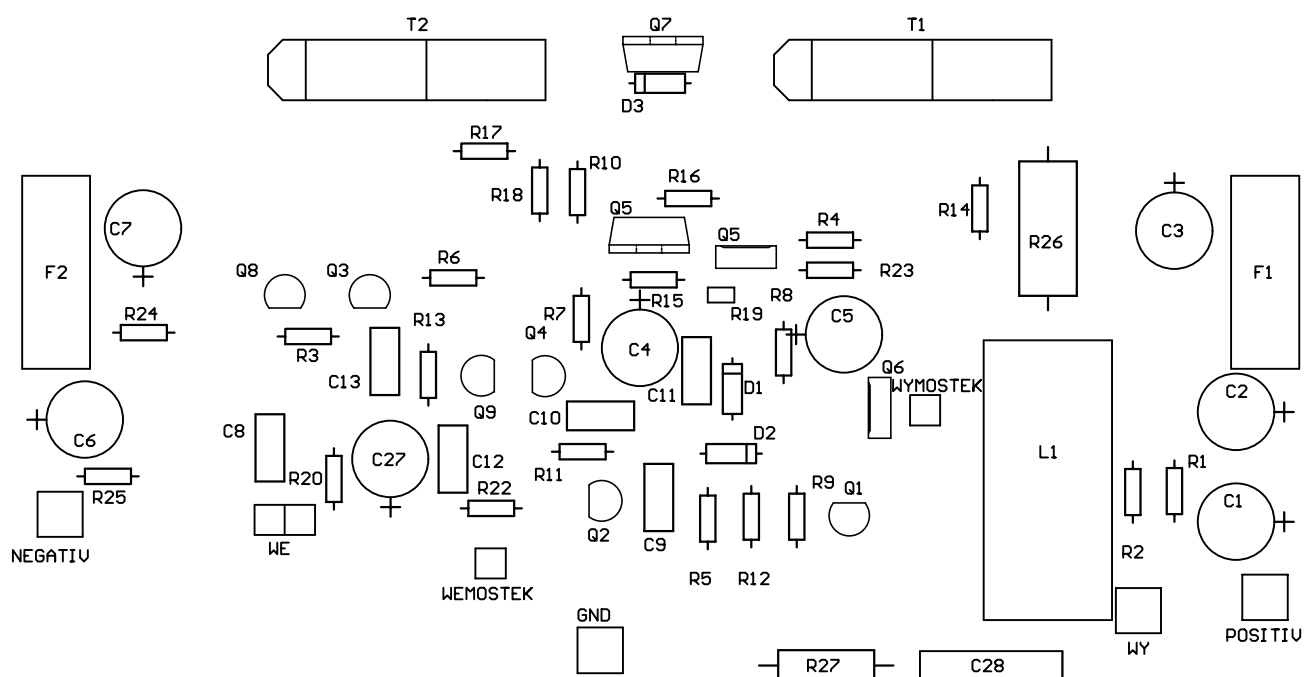 T2
Q7
T1
D3
R17
R10
R16
R18
Q5
R14
R4
C7
C3
Q5
R26
R6
F2
R23
F1
Q8
Q3
R15
R8
R19
R24
R13
R7
C5
Q4
C4
R3
Q6
C13
D1
WYMOSTEK
C11
C2
Q9
C10
C8
D2
C6
L1
C27
C12
R1
R11
R20
R9
R22
Q1
R25
C1
Q2
C9
WE
NEGATIV
R2
R5
R12
WEMOSTEK
GND
POSITIV
WY
R27
C28